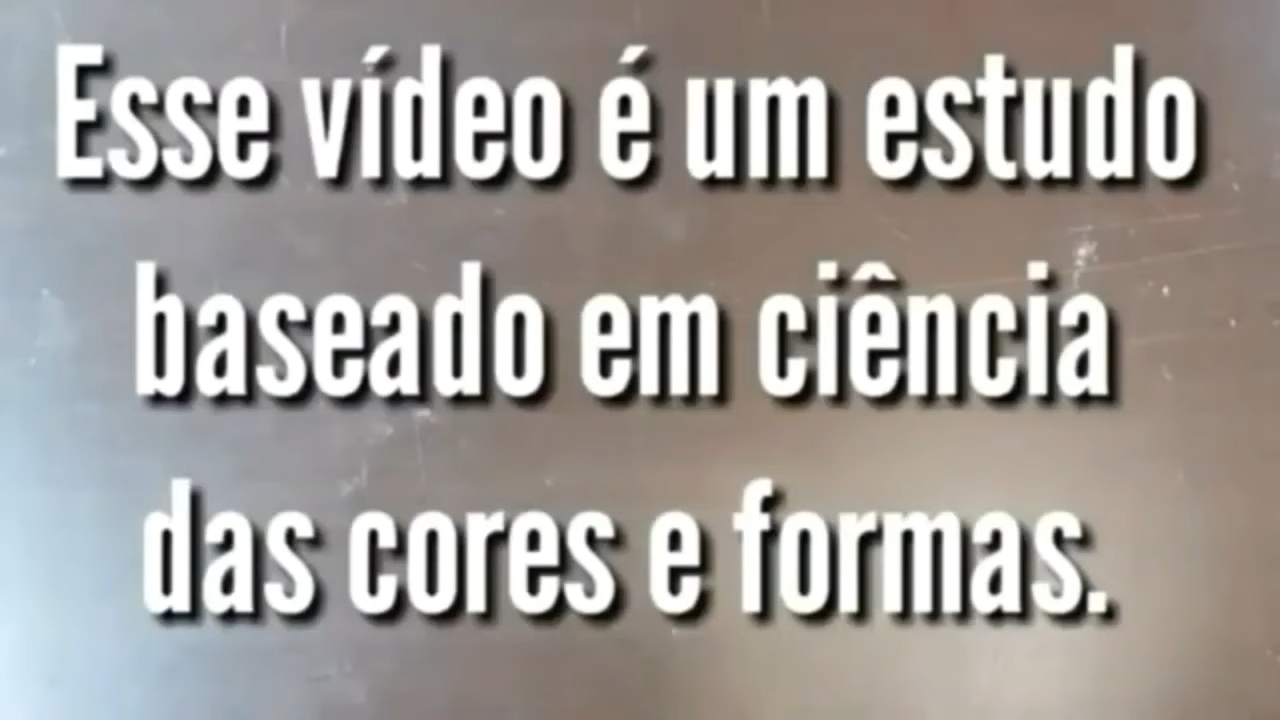 Esse vídeo é um estudo
baseado em ciência
das cores e formas.